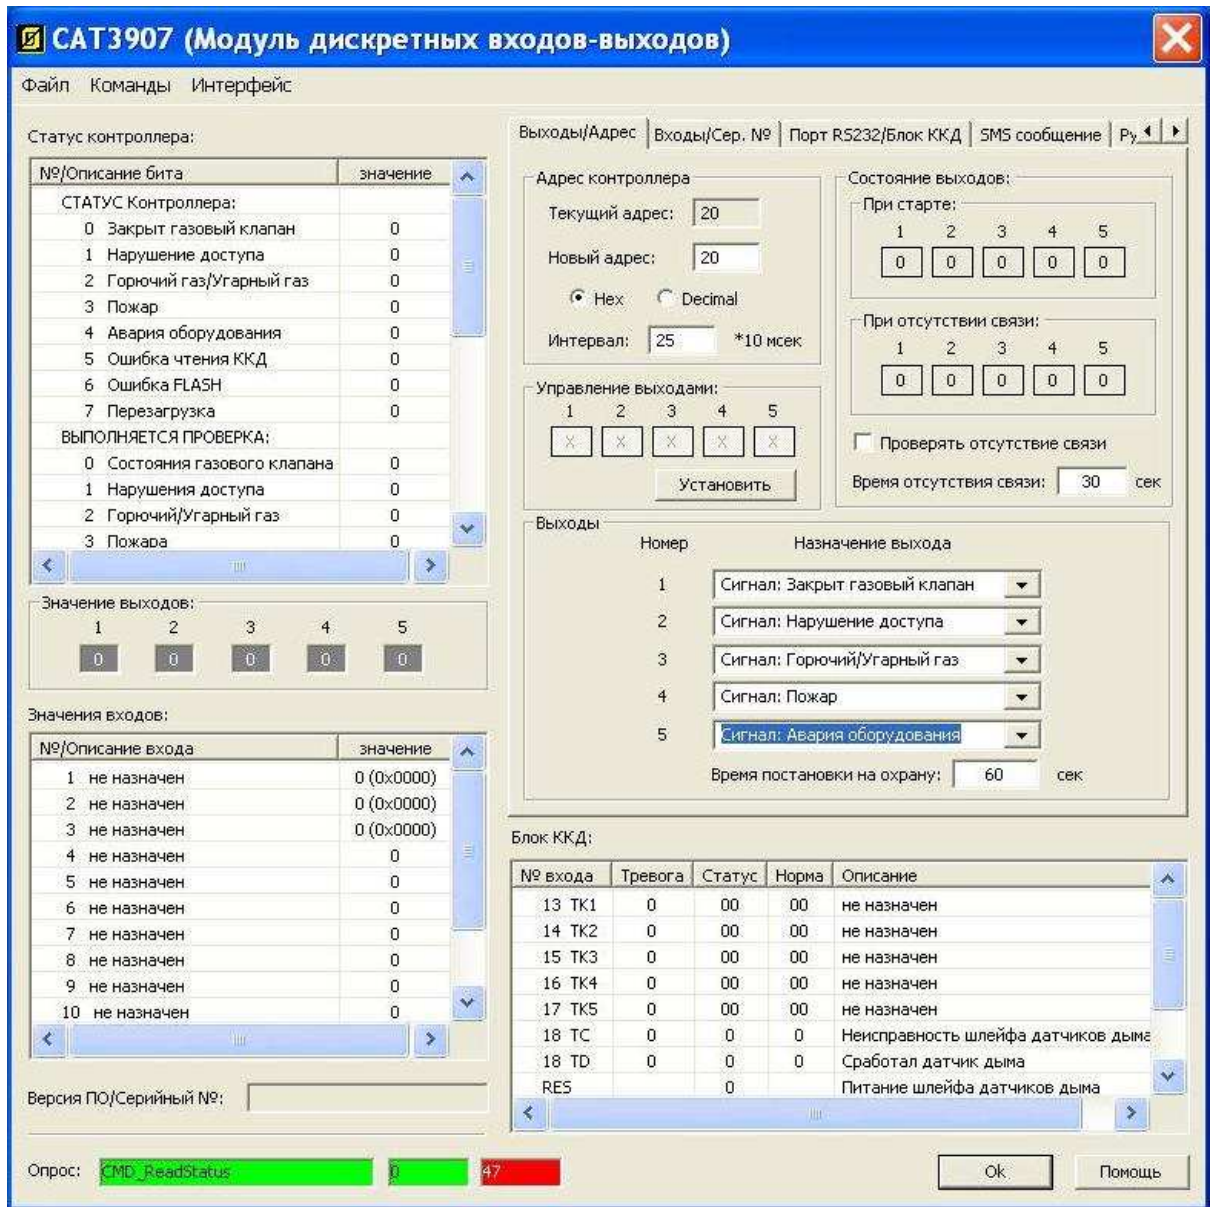 CAT3907 (Модуль дискретных входов-выходов)
Файл Команды Интерфейс
Статус контроллера:
№/Описание бита значение
СТАТУС Контроллера:
0 Закрыт газовый клапан 0
1 Нарушение доступа 0
2 Горючий газ/Угарный газ 0
3 Пожар 0
4 Авария оборудования 0
5 Ошибка чтения ККД 0
6 Ошибка FLASH 0
7 Перезагрузка 0
ВЫПОЛНЯЕТСЯ ПРОВЕРКА:
0 Состояния газового клапана 0
1 Нарушения доступа 0
2 Горючий/Угарный газ 0
3 Пожара 0
Значение выходов:
1 2 3 4 5
0 0 0 0 0
Значения входов:
№/Описание входа значение
1 не назначен 0 (0x0000)
2 не назначен 0 (0x0000)
3 не назначен 0 (0x0000)
4 не назначен 0
5 не назначен 0
6 не назначен 0
7 не назначен 0
8 не назначен 0
9 не назначен 0
10 не назначен 0
Версия ПО/Серийный №:
Выходы/Адрес Входы/Сер. № Порт RS232/Блок ККД SMS сообщение Ру
Адрес контроллера
Текущий адрес: 20
Новый адрес: 20
Hex Decimal
Интервал: 25 *10 мсек
Управление выходами:
1 2 3 4 5
X X X X X
Установить
Состояние выходов:
При старте:
1 2 3 4 5
0 0 0 0 0
При отсутствии связи:
1 2 3 4 5
0 0 0 0 0
Проверять отсутствие связи
Время отсутствия связи: 30 сек
Выходы
Номер Назначение выхода
1 Сигнал: Закрыт газовый клапан
2 Сигнал: Нарушение доступа
3 Сигнал: Горючий/Угарный газ
4 Сигнал: Пожар
5 Сигнал: Авария оборудования
Время постановки на охрану: 60 сек
Блок ККД:
№ входа Тревога Статус Норма Описание
13 TK1 0 00 00 не назначен
14 TK2 0 00 00 не назначен
15 TK3 0 00 00 не назначен
16 TK4 0 00 00 не назначен
17 TK5 0 00 00 не назначен
18 TC 0 0 0 Неисправность шлейфа датчиков дыма
18 TD 0 0 0 Сработал датчик дыма
RES 0 Питание шлейфа датчиков дыма
Опрос: CMD_ReadStatus 0 47
Ok Помощь